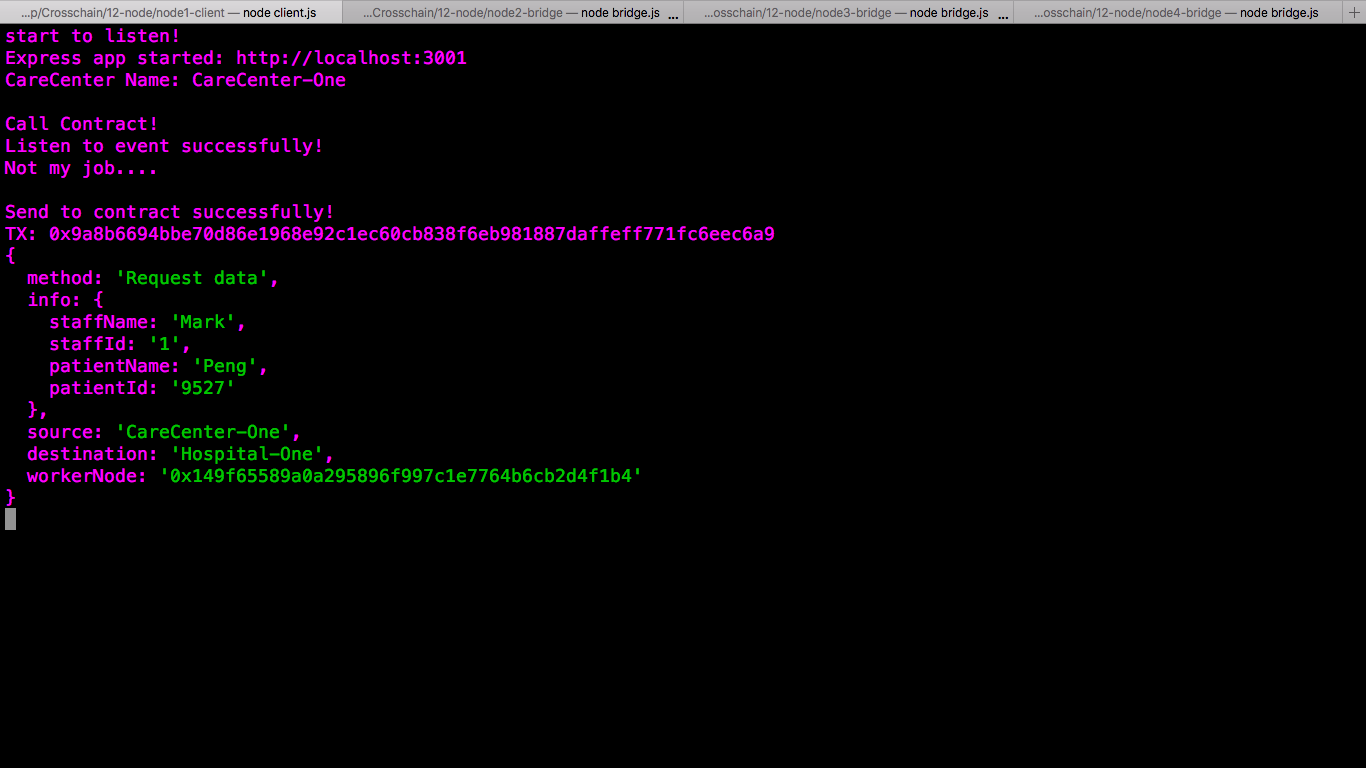 ...p/Crosschain/12-node/node1-client — node client.js
...Crosschain/12-node/node2-bridge — node bridge.js ...
...osschain/12-node/node3-bridge — node bridge.js ...
...osschain/12-node/node4-bridge — node bridge.js
+
start to listen!
Express app started: http://localhost:3001
CareCenter Name: CareCenter-One
Call Contract!
Listen to event successfully!
Not my job....
Send to contract successfully!
TX: 0x9a8b6694bbe70d86e1968e92c1ec60cb838f6eb981887daffeff771fc6eec6a9
{
  method: 'Request data',
  info: {
    staffName: 'Mark',
    staffId: '1',
    patientName: 'Peng',
    patientId: '9527'
  },
  source: 'CareCenter-One',
  destination: 'Hospital-One',
  workerNode: '0x149f65589a0a295896f997c1e7764b6cb2d4f1b4'
}